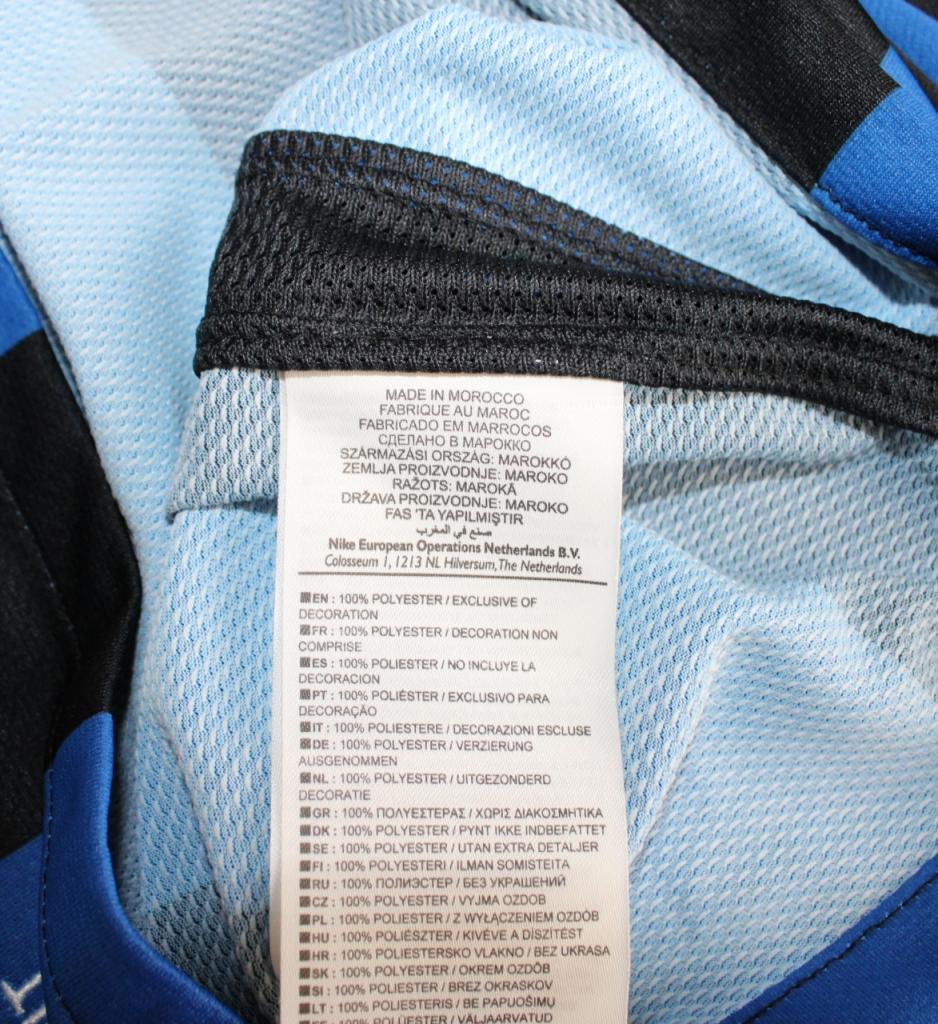 MADE IN MOROCCO
FABRIQUE AU MAROC
FABRICADO EM MARROCOS
СДЕЛАНО В МАРОККО
SZÁRMAZÁSI ORSZÁG: MAROKKÓ
ZEMLJA PROIZVODNJE: MAROKO
RAŽOTS: MAROKĀ
DRŽAVA PROIZVODNJE: MAROKO
FAS 'TA YAPILMIŞTIR
صنع في المغرب
Nike European Operations Netherlands B.V.
Colosseum 1, 1213 NL Hilversum, The Netherlands
EN : 100% POLYESTER / EXCLUSIVE OF
DECORATION
FR : 100% POLYESTER / DECORATION NON
COMPRISE
ES : 100% POLIESTER / NO INCLUYE LA
DECORACION
PT : 100% POLIÉSTER / EXCLUSIVO PARA
DECORAÇÃO
IT : 100% POLIESTERE / DECORAZIONI ESCLUSE
DE : 100% POLYESTER / VERZIERUNG
AUSGENOMMEN
NL : 100% POLYESTER / UITGEZONDERD
DECORATIE
GR : 100% ΠΟΛΥΕΣΤΕΡΑΣ / ΧΩΡΙΣ ΔΙΑΚΟΣΜΗΤΙΚΑ
DK : 100% POLYESTER / PYNT IKKE INDBEFATTET
SE : 100% POLYESTER / UTAN EXTRA DETALJER
FI : 100% POLYESTERI / ILMAN SOMISTEITA
RU : 100% ПОЛИЭСТЕР / БЕЗ УКРАШЕНИЙ
CZ : 100% POLYESTER / VYJMA OZDOB
PL : 100% POLIESTER / Z WYŁĄCZENIEM OZDÓB
HU : 100% POLIÉSZTER / KIVÉVE A DÍSZÍTÉST
HR : 100% POLIESTERSKO VLAKNO / BEZ UKRASA
SK : 100% POLYESTER / OKREM OZDÔB
SI : 100% POLIESTER / BREZ OKRASKOV
LT : 100% POLIESTERIS / BE PAPUOŠIMŲ
EE : 100% POLÜESTER / VÄLJAARVATUD